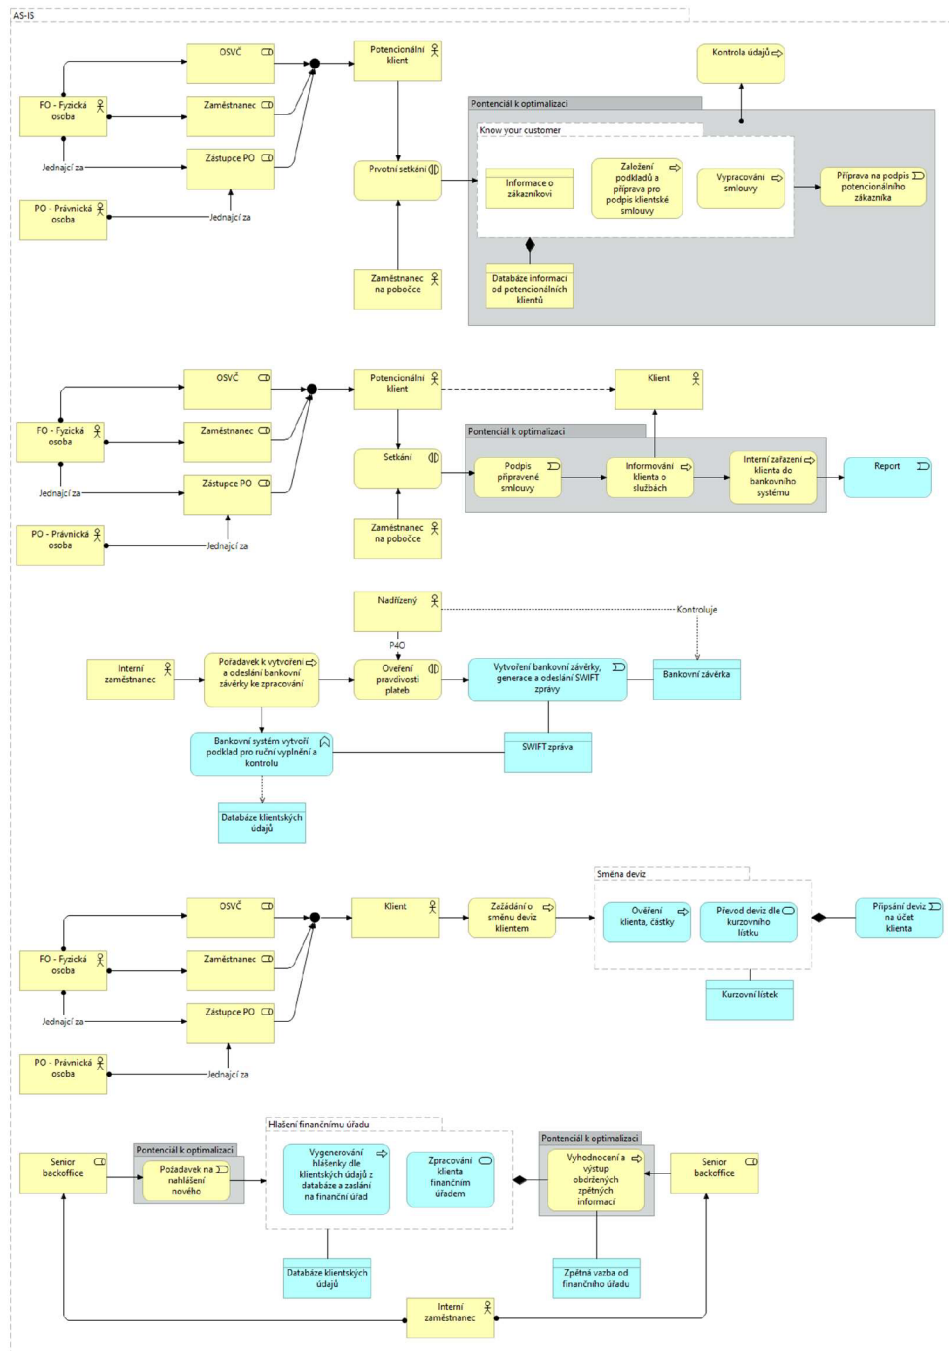 AS-IS
OSVČ
Potencionální
klient
Kontrola údajů
FO - Fyzická
osoba
Zaměstnanec
Pontenciál k optimalizaci
Know your customer
Jednajcí za
Zástupce PO
Prvotní setkání
Informace o
zákazníkovi
Založení
podkladů a
příprava pro
podpis klientské
smlouvy
Vypracování
smlouvy
Příprava na podpis
potencionálního
zákazníka
PO - Právnická
osoba
Jednajcí za
Zaměstnanec
na pobočce
Databáze informací
od potencionálních
klientů
OSVČ
Potencionální
klient
Klient
FO - Fyzická
osoba
Zaměstnanec
Pontenciál k optimalizaci
Jednajcí za
Zástupce PO
Setkání
Podpis
připravené
smlouvy
Informování
klienta o
službách
Interní zařazení
klienta do
bankovního
systému
Report
PO - Právnická
osoba
Jednajcí za
Zaměstnanec
na pobočce
Nadřízený
Kontroluje
P4O
Interní
zaměstnanec
Pořadavek k vytvoření
a odeslání bankovní
závěrky ke zpracování
Oveření
pravdivosti
plateb
Vytvoření bankovní závěrky,
generace a odeslání SWIFT
zprávy
Bankovní závěrka
Bankovní systém vytvoří
podklad pro ruční vyplnění a
kontrolu
SWIFT zpráva
Databáze klientských
údajů
Směna deviz
OSVČ
Klient
Zažádání o
směnu deviz
klientem
Ověření
klienta, částky
Převod deviz dle
kurzovního
lístku
Připsání deviz
na účet
klienta
FO - Fyzická
osoba
Zaměstnanec
Kurzovní lístek
Jednajcí za
Zástupce PO
PO - Právnická
osoba
Jednajcí za
Hlašení finančnímu úřadu
Pontenciál k optimalizaci
Pontenciál k optimalizaci
Senior
backoffice
Požadavek na
nahlášení
nového
Vygenerování
hlášenky dle
klientských údajů z
databáze a zaslání
na finanční úřad
Zpracování
klienta
finančním
úřadem
Vyhodnocení a
výstup
obdržených
zpětných
informací
Senior
backoffice
Databáze klientských
údajů
Zpětná vazba od
finančního úřadu
Interní
zaměstnanec